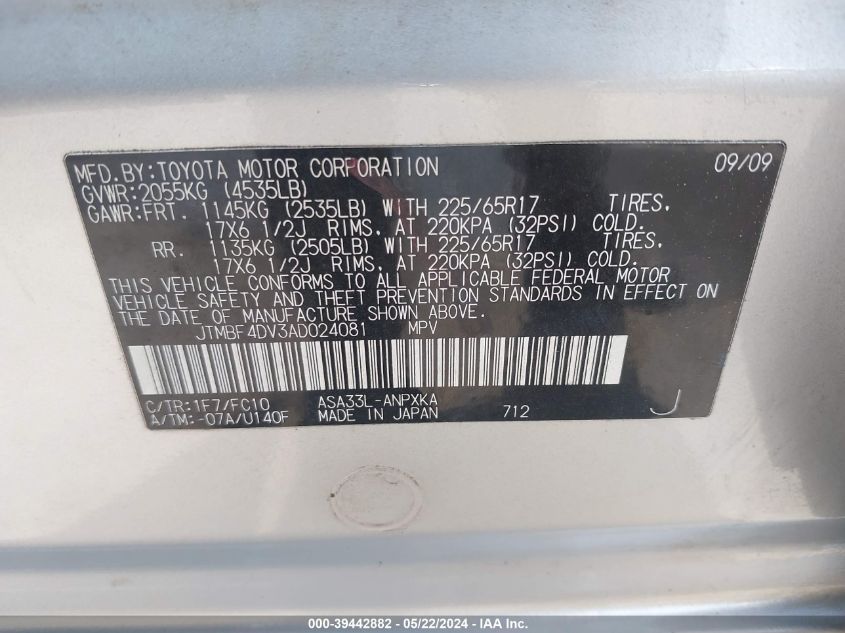 MFD.BY:TOYOTA MOTOR CORPORATION 09/09
GVWR:2055KG (4535LB)
GAWR:FRT. 1145KG (2535LB) WITH 225/65R17 TIRES,
17X6 1/2J RIMS, AT 220KPA (32PSI) COLD.
RR. 1135KG (2505LB) WITH 225/65R17 TIRES,
17X6 1/2J RIMS, AT 220KPA (32PSI) COLD.
THIS VEHICLE CONFORMS TO ALL APPLICABLE FEDERAL MOTOR
VEHICLE SAFETY AND THEFT PREVENTION STANDARDS IN EFFECT ON
THE DATE OF MANUFACTURE SHOWN ABOVE.
JTMBF4DV3AD024081 MPV
C/TR:1F7/FC10 ASA33L-ANPXKA
A/TM:-07A/U140F MADE IN JAPAN 712 J
000-39442882 - 05/22/2024 - IAA Inc.